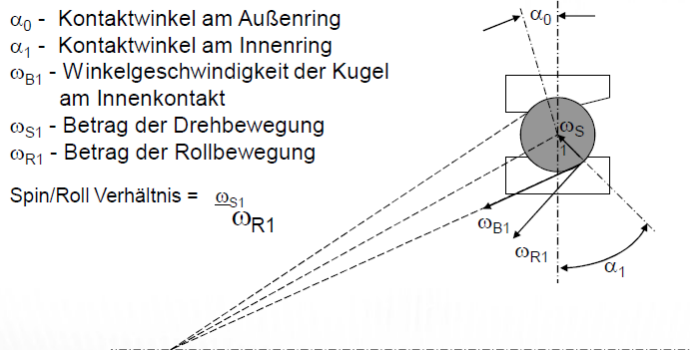 α0 - Kontaktwinkel am Außenring
α1 - Kontaktwinkel am Innenring
ωB1 - Winkelgeschwindigkeit der Kugel
am Innenkontakt
ωS1 - Betrag der Drehbewegung
ωR1 - Betrag der Rollbewegung
Spin/Roll Verhältnis = ωS1
ωR1
α0
ωS
1
ωB1
ωR1
α1